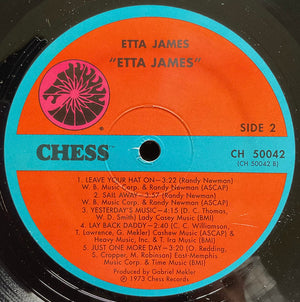 ETTA JAMES
"ETTA JAMES"
SIDE 2
CHESS
CH 50042
(CH 50042 B)
1. LEAVE YOUR HAT ON—3:22 (Randy Newman)
W. B. Music Corp. & Randy Newman (ASCAP)
2. SAIL AWAY—3:57 (Randy Newman)
W. B. Music Corp. & Randy Newman (ASCAP)
3. YESTERDAY'S MUSIC—4:15 (D. C. Thomas,
W. D. Smith) Lady Casey Music (BMI)
4. LAY BACK DADDY—2:40 (C. C. Williamson,
T. Lawrence, G. Mekler) Cashew Music (ASCAP) &
Heavy Music, Inc. & T. Ira Music (BMI)
5. JUST ONE MORE DAY—3:20 (O. Redding,
S. Cropper, M. Robinson) East-Memphis
Music Corp. & Time Music (BMI)
Produced by Gabriel Mekler
© 1973 Chess Records